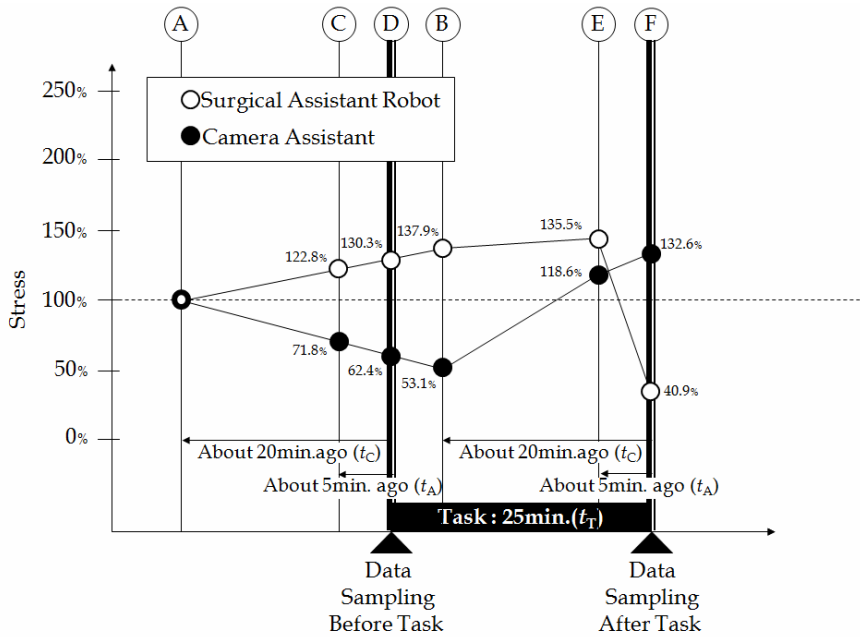 A C D B E F
250%
200%
150%
100%
50%
0%
Stress
Surgical Assistant Robot
Camera Assistant
122.8%
130.3%
137.9%
135.5%
132.6%
118.6%
71.8%
62.4%
53.1%
40.9%
About 20min.ago (tC)
About 20min.ago (tC)
About 5min. ago (tA)
About 5min. ago (tA)
Task : 25min.(tT)
Data
Sampling
Before Task
Data
Sampling
After Task